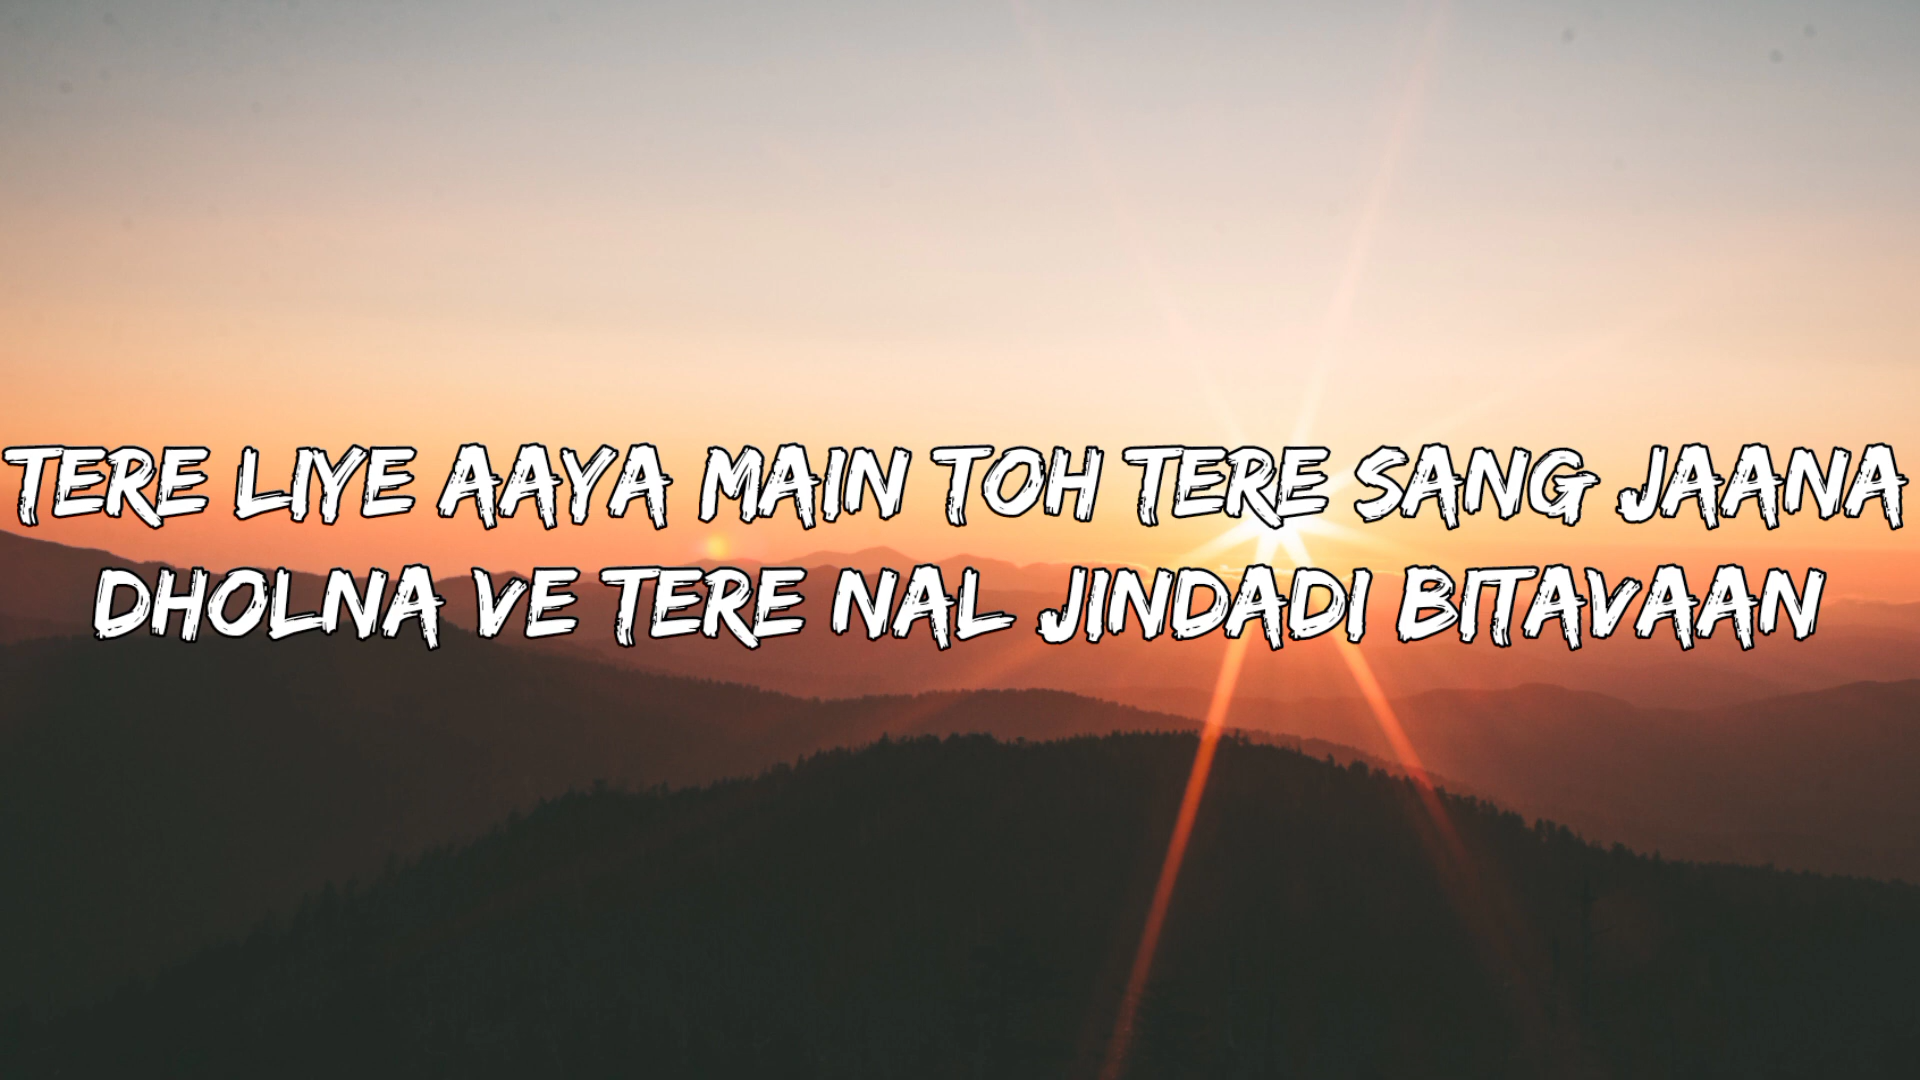 TERE LIYE AAYA MAIN TOH TERE SANG JAANA
DHOLNA VE TERE NAL JINDADI BITAVAAN